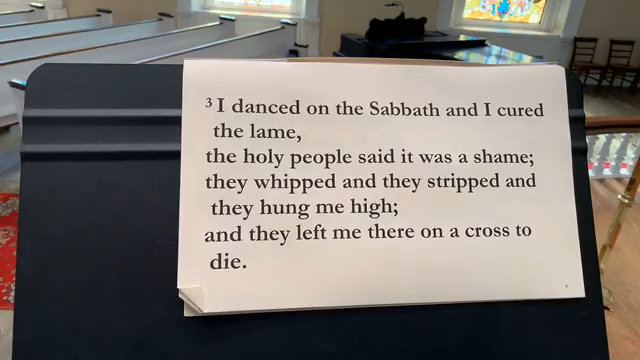 3 I danced on the Sabbath and I cured
the lame,
the holy people said it was a shame;
they whipped and they stripped and
they hung me high;
and they left me there on a cross to
die.